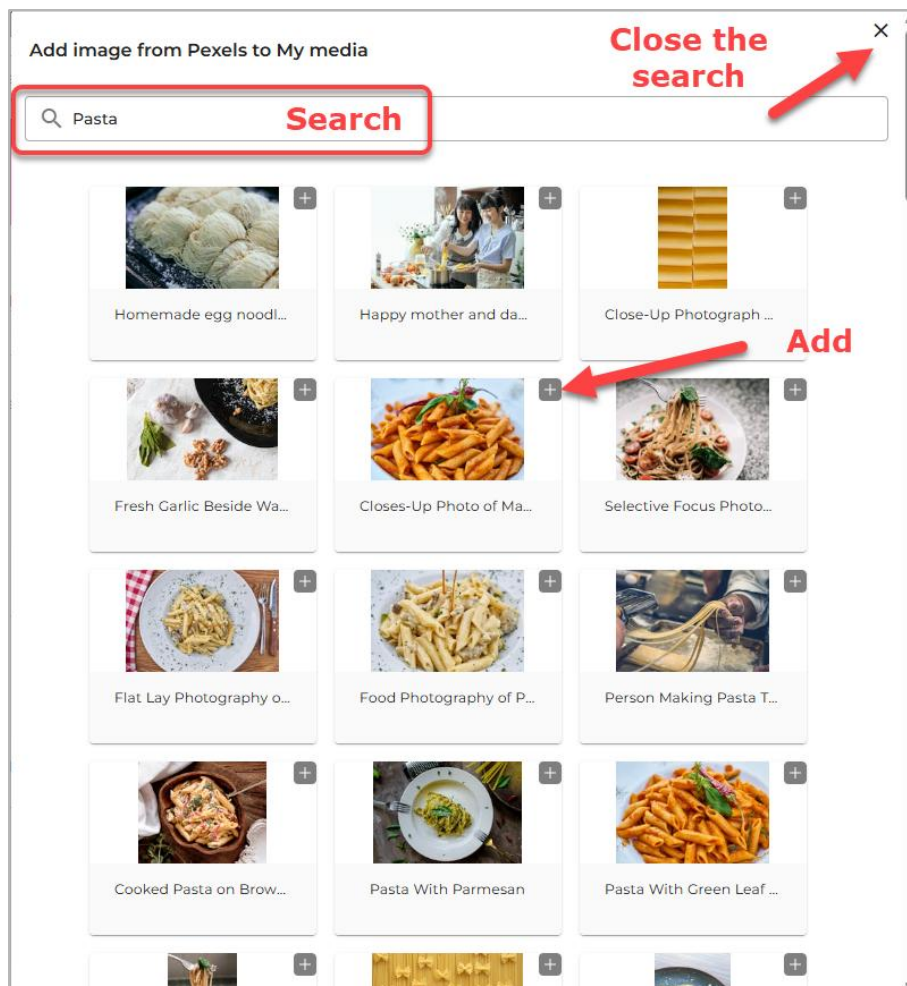 Add image from Pexels to My media
Close the
search
Pasta
Search
Homemade egg noodl...
Happy mother and da...
Close-Up Photograph ...
Add
Fresh Garlic Beside Wa...
Closes-Up Photo of Ma...
Selective Focus Photo...
Flat Lay Photography o...
Food Photography of P...
Person Making Pasta T...
Cooked Pasta on Brow...
Pasta With Parmesan
Pasta With Green Leaf ...